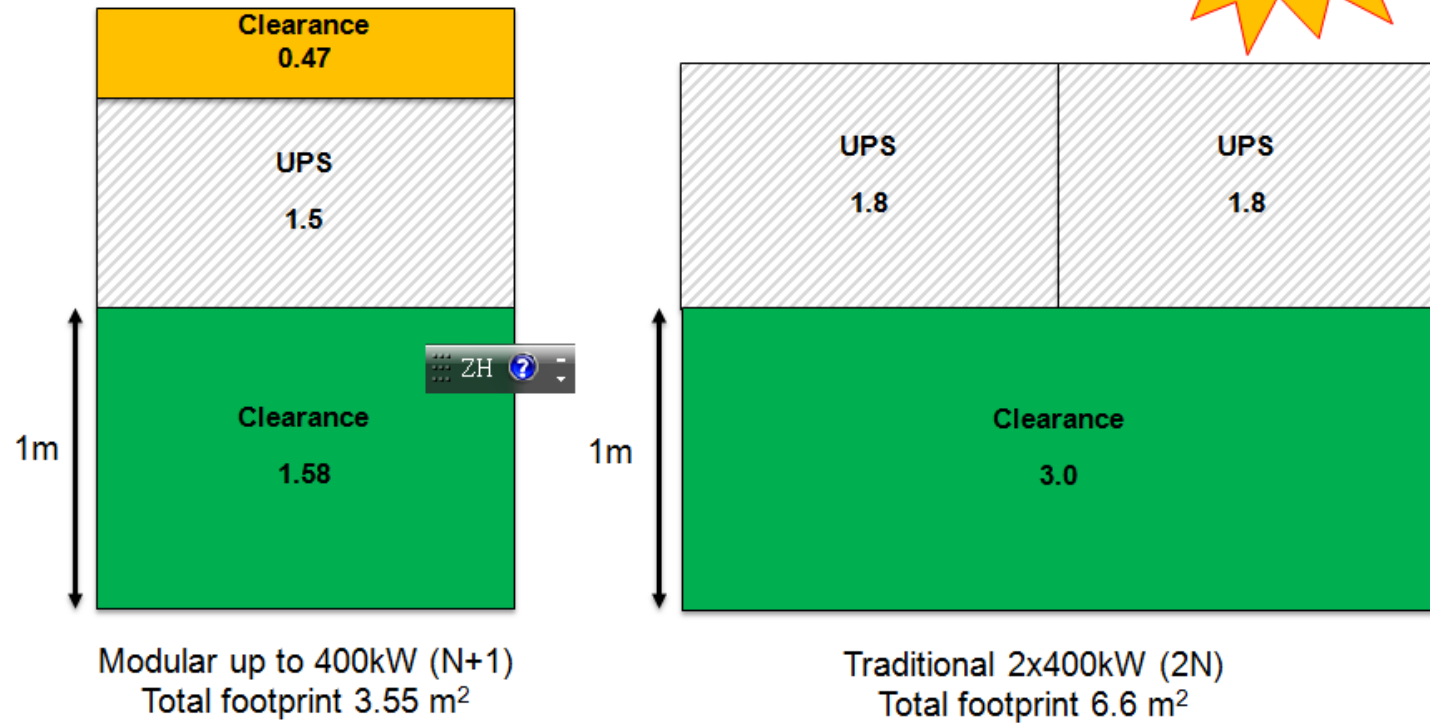 Clearance
0.47
UPS
1.5
1m
Clearance
1.58
ZH ?
Modular up to 400kW (N+1)
Total footprint 3.55 m²
UPS
1.8
UPS
1.8
1m
Clearance
3.0
Traditional 2x400kW (2N)
Total footprint 6.6 m²